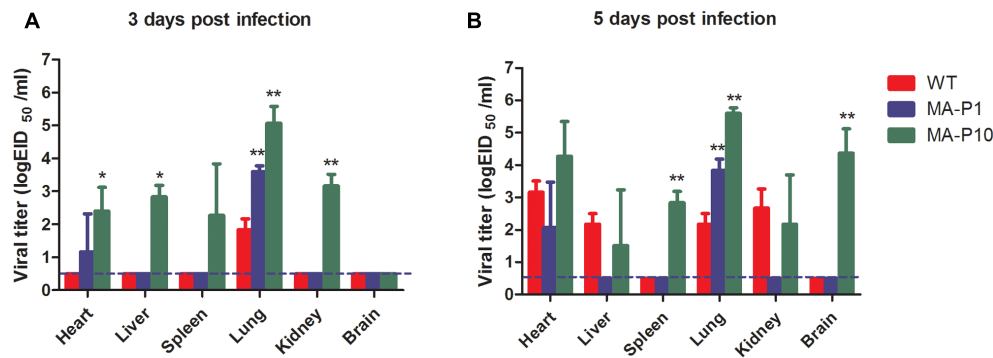 A
3 days post infection
Viral titer (logEID 50 /ml)
7
6
5
4
3
2
1
0
* * ** ** **
Heart Liver Spleen Lung Kidney Brain
B
5 days post infection
Viral titer (logEID 50 /ml)
7
6
5
4
3
2
1
0
** ** ** **
Heart Liver Spleen Lung Kidney Brain
WT
MA-P1
MA-P10